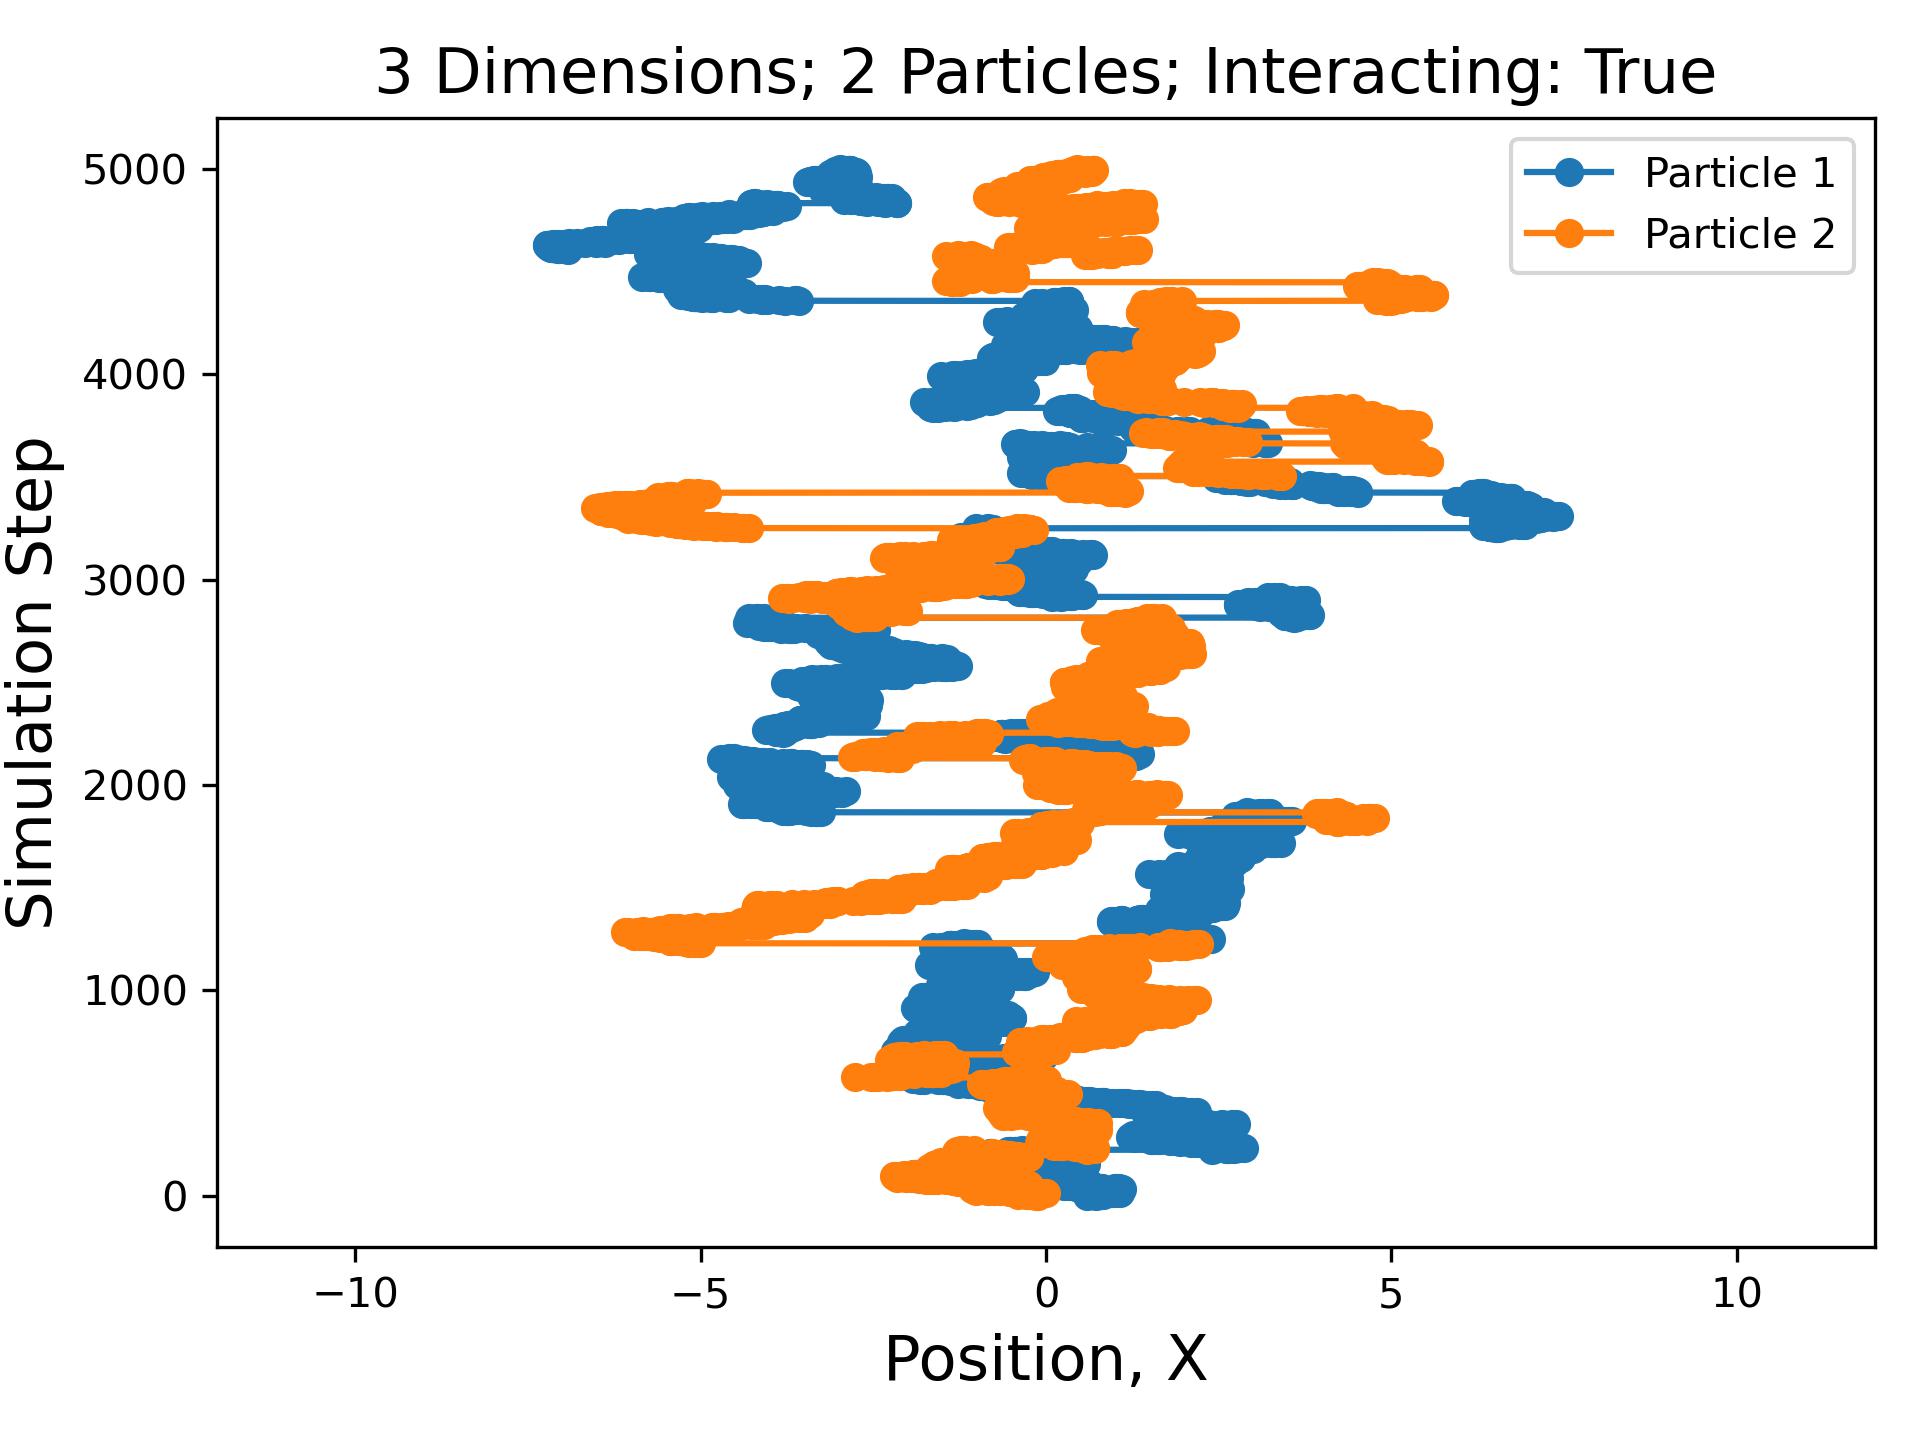 3 Dimensions; 2 Particles; Interacting: True
Particle 1
Particle 2
Simulation Step
5000
4000
3000
2000
1000
0
−10
−5
0
5
10
Position, X